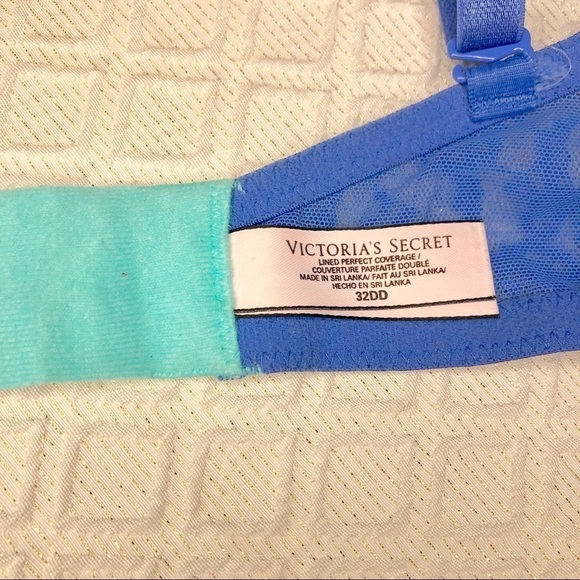 VICTORIA'S SECRET
LINED PERFECT COVERAGE/
COUVERTURE PARFAITE DOUBLÉ
MADE IN SRI LANKA/ FAIT AU SRI LANKA/
HECHO EN SRI LANKA
32DD